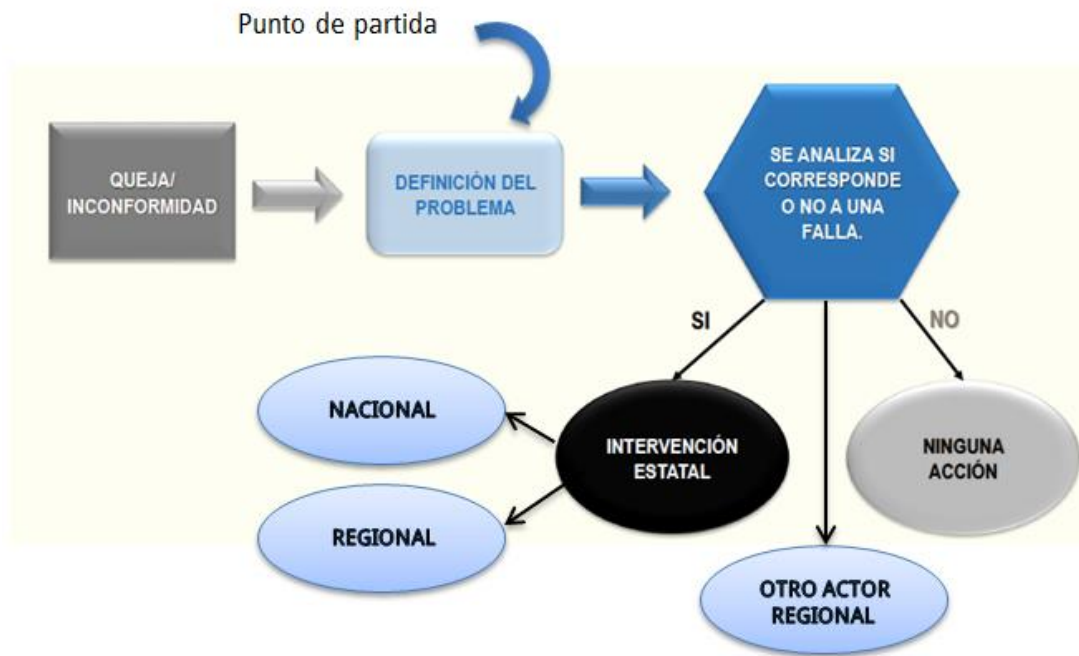 Punto de partida
QUEJA/
INCONFORMIDAD
DEFINICIÓN DEL
PROBLEMA
SE ANALIZA SI
CORRESPONDE
O NO A UNA
FALLA.
SI
NO
NACIONAL
INTERVENCIÓN
ESTATAL
NINGUNA
ACCIÓN
REGIONAL
OTRO ACTOR
REGIONAL